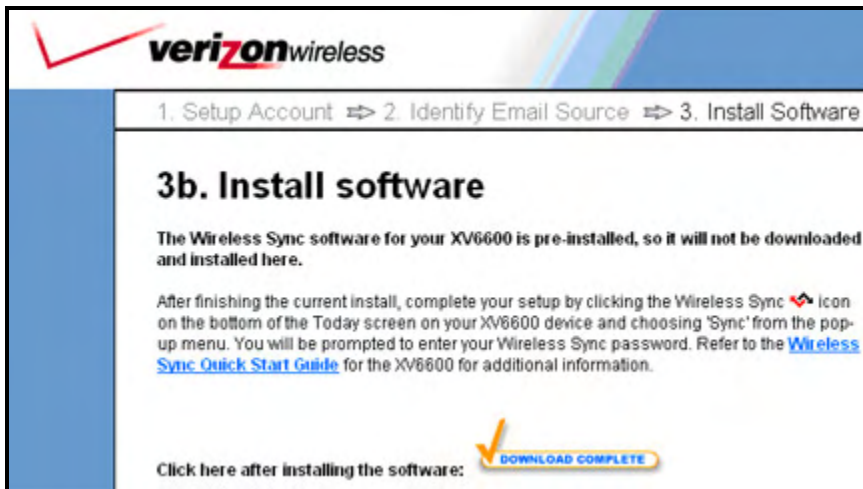 verizonwireless
1. Setup Account ⇨ 2. Identify Email Source ⇨ 3. Install Software
3b. Install software
The Wireless Sync software for your XV6600 is pre-installed, so it will not be downloaded
and installed here.
After finishing the current install, complete your setup by clicking the Wireless Sync icon
on the bottom of the Today screen on your XV6600 device and choosing 'Sync' from the pop-
up menu. You will be prompted to enter your Wireless Sync password. Refer to the Wireless
Sync Quick Start Guide for the XV6600 for additional information.
Click here after installing the software: DOWNLOAD COMPLETE